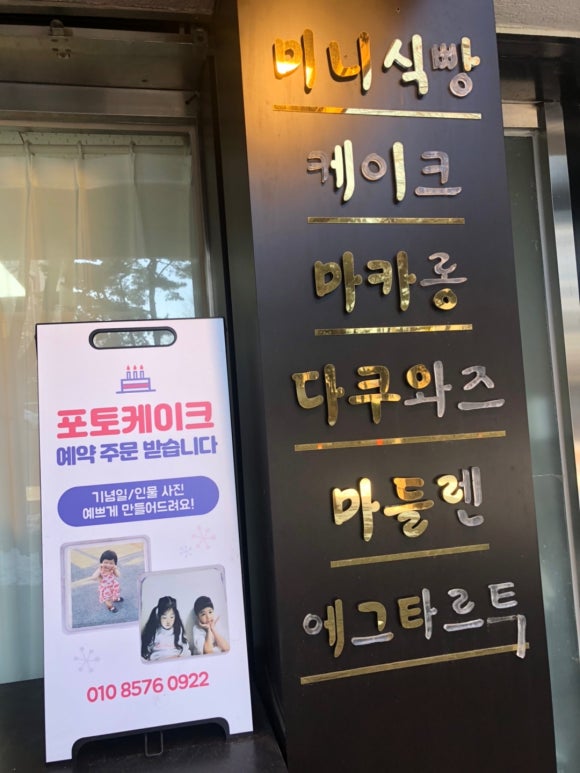 포토케이크
예약 주문 받습니다
기념일/인물 사진
예쁘게 만들어드려요!
010 8576 0922
미니식빵
케이크
마카롱
다쿠와즈
마들렌
에그타르트